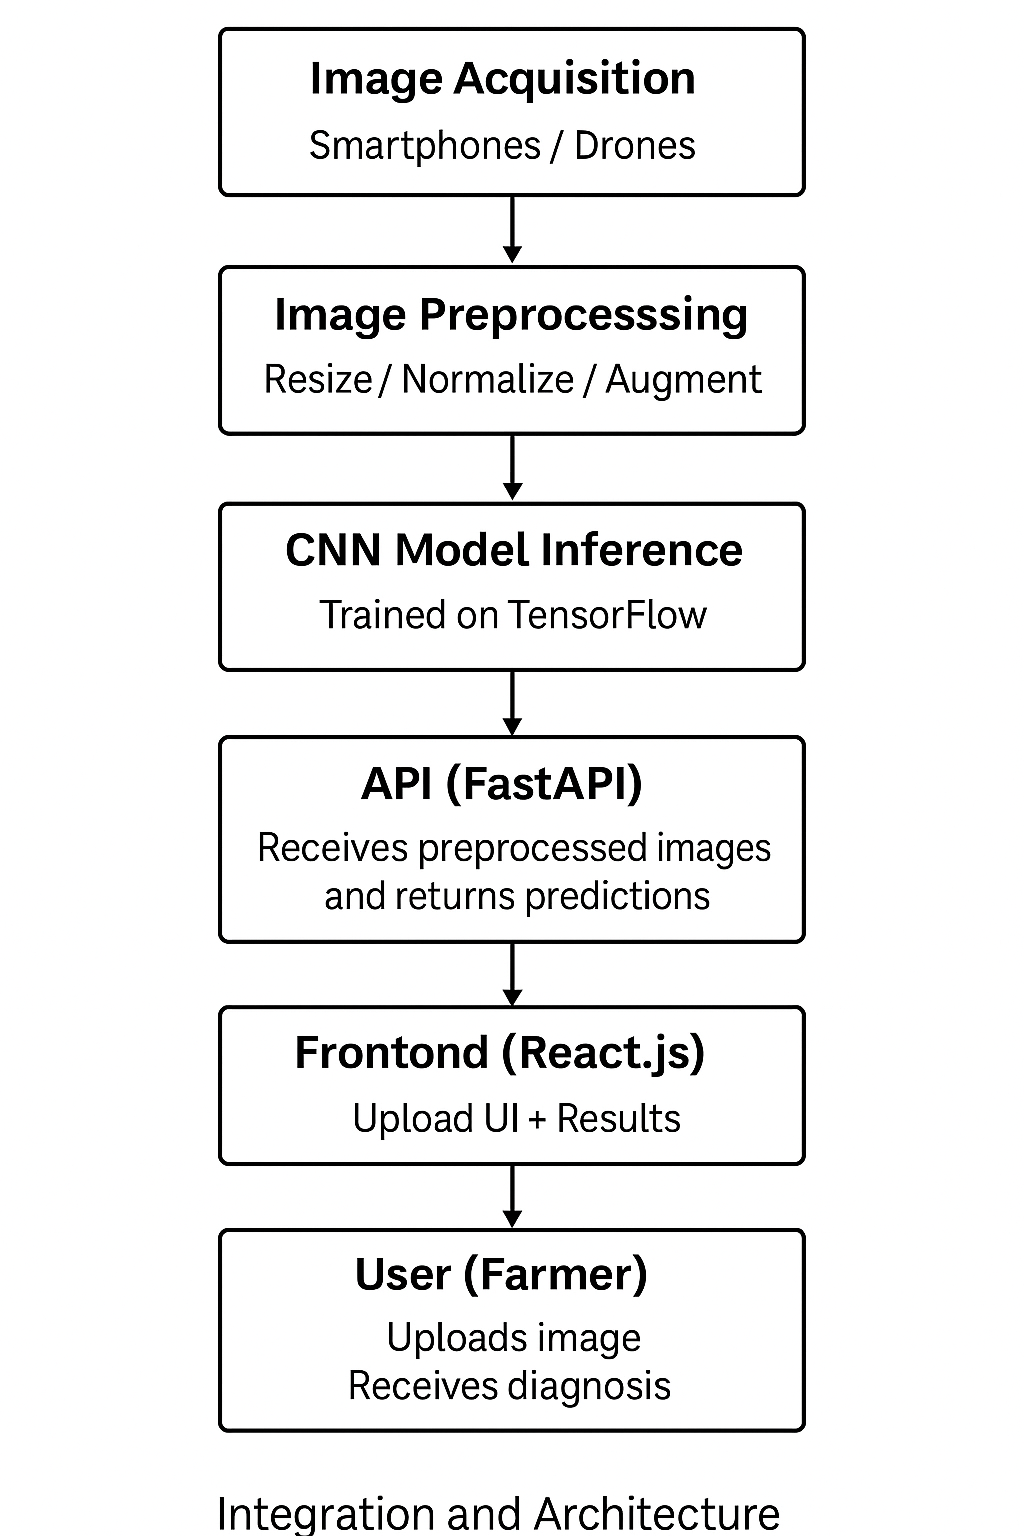 Image Acquisition
Smartphones / Drones
Image Preprocesssing
Resize / Normalize / Augment
CNN Model Inference
Trained on TensorFlow
API (FastAPI)
Receives preprocessed images
and returns predictions
Frontond (React.js)
Upload UI + Results
User (Farmer)
Uploads image
Receives diagnosis
Integration and Architecture